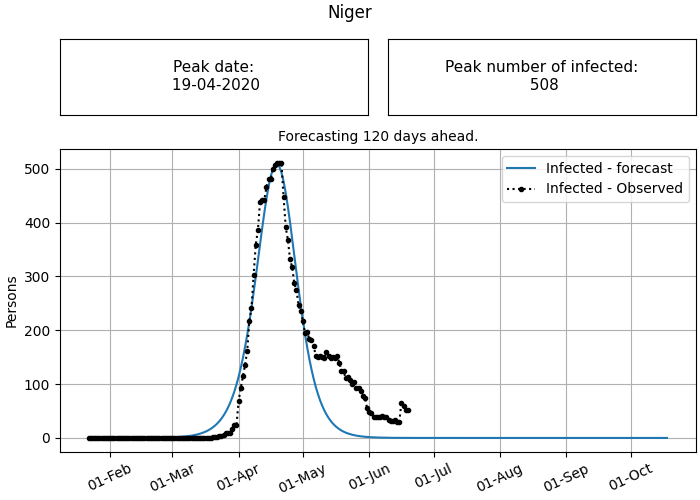 Niger
Peak date:
19-04-2020
Peak number of infected:
508
Forecasting 120 days ahead.
Infected - forecast
Infected - Observed
Persons
500
400
300
200
100
0
01-Feb
01-Mar
01-Apr
01-May
01-Jun
01-Jul
01-Aug
01-Sep
01-Oct